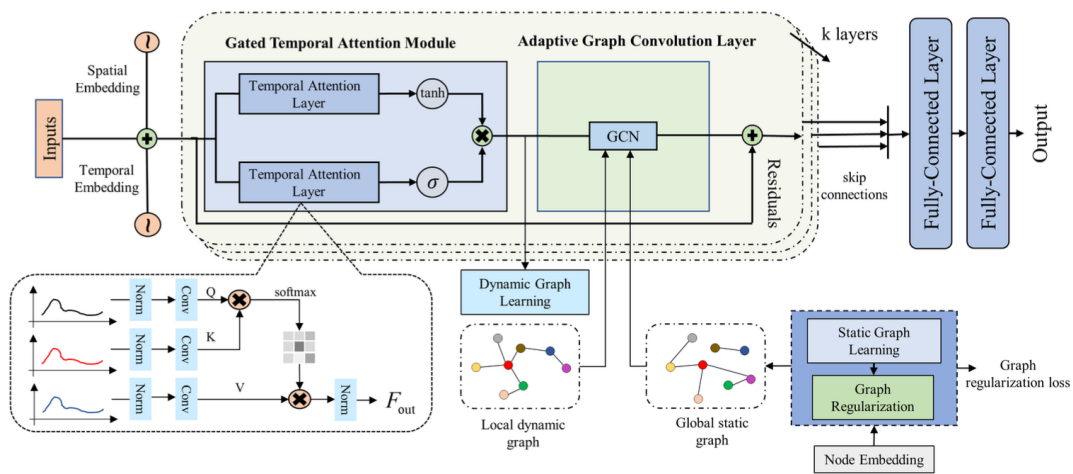 Gated Temporal Attention Module
Adaptive Graph Convolution Layer
k layers
Spatial
Embedding
Inputs
~
+
~
Temporal
Embedding
Temporal Attention
Layer
tanh
Temporal Attention
Layer
σ
×
GCN
+
Residuals
skip
connections
Fully-Connected Layer
Fully-Connected Layer
Output
Norm
Conv
Q
×
softmax
Norm
Conv
K
Norm
Conv
V
×
Norm
Fout
Dynamic Graph
Learning
Local dynamic
graph
Global static
graph
Static Graph
Learning
Graph
Regularization
Graph
regularization loss
Node Embedding